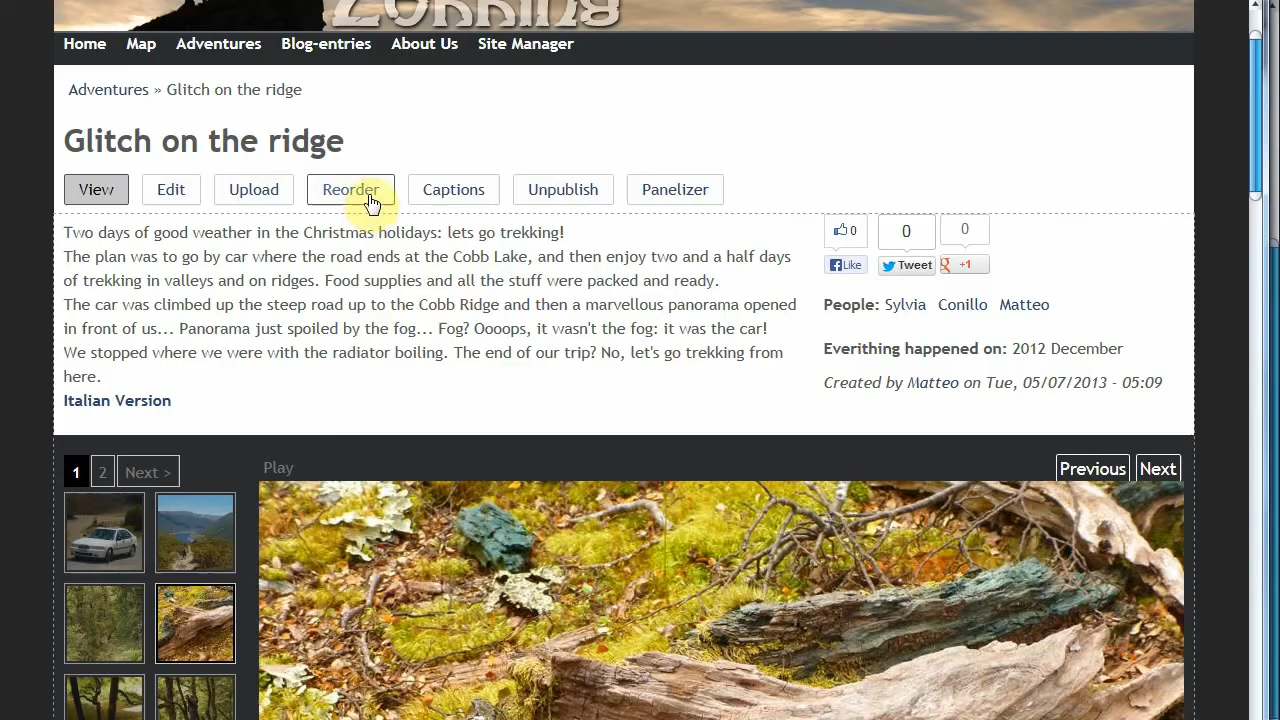 Zorbing
Home Map Adventures Blog-entries About Us Site Manager
Adventures » Glitch on the ridge
Glitch on the ridge
View Edit Upload Reorder Captions Unpublish Panelizer
Two days of good weather in the Christmas holidays: lets go trekking!
The plan was to go by car where the road ends at the Cobb Lake, and then enjoy two and a half days
of trekking in valleys and on ridges. Food supplies and all the stuff were packed and ready.
The car was climbed up the steep road up to the Cobb Ridge and then a marvellous panorama opened
in front of us... Panorama just spoiled by the fog... Fog? Oooops, it wasn't the fog: it was the car!
We stopped where we were with the radiator boiling. The end of our trip? No, let's go trekking from
here.
Italian Version
0 0 0
Like Tweet +1
People: Sylvia Conillo Matteo
Everithing happened on: 2012 December
Created by Matteo on Tue, 05/07/2013 - 05:09
1 2 Next >
Play
Previous Next